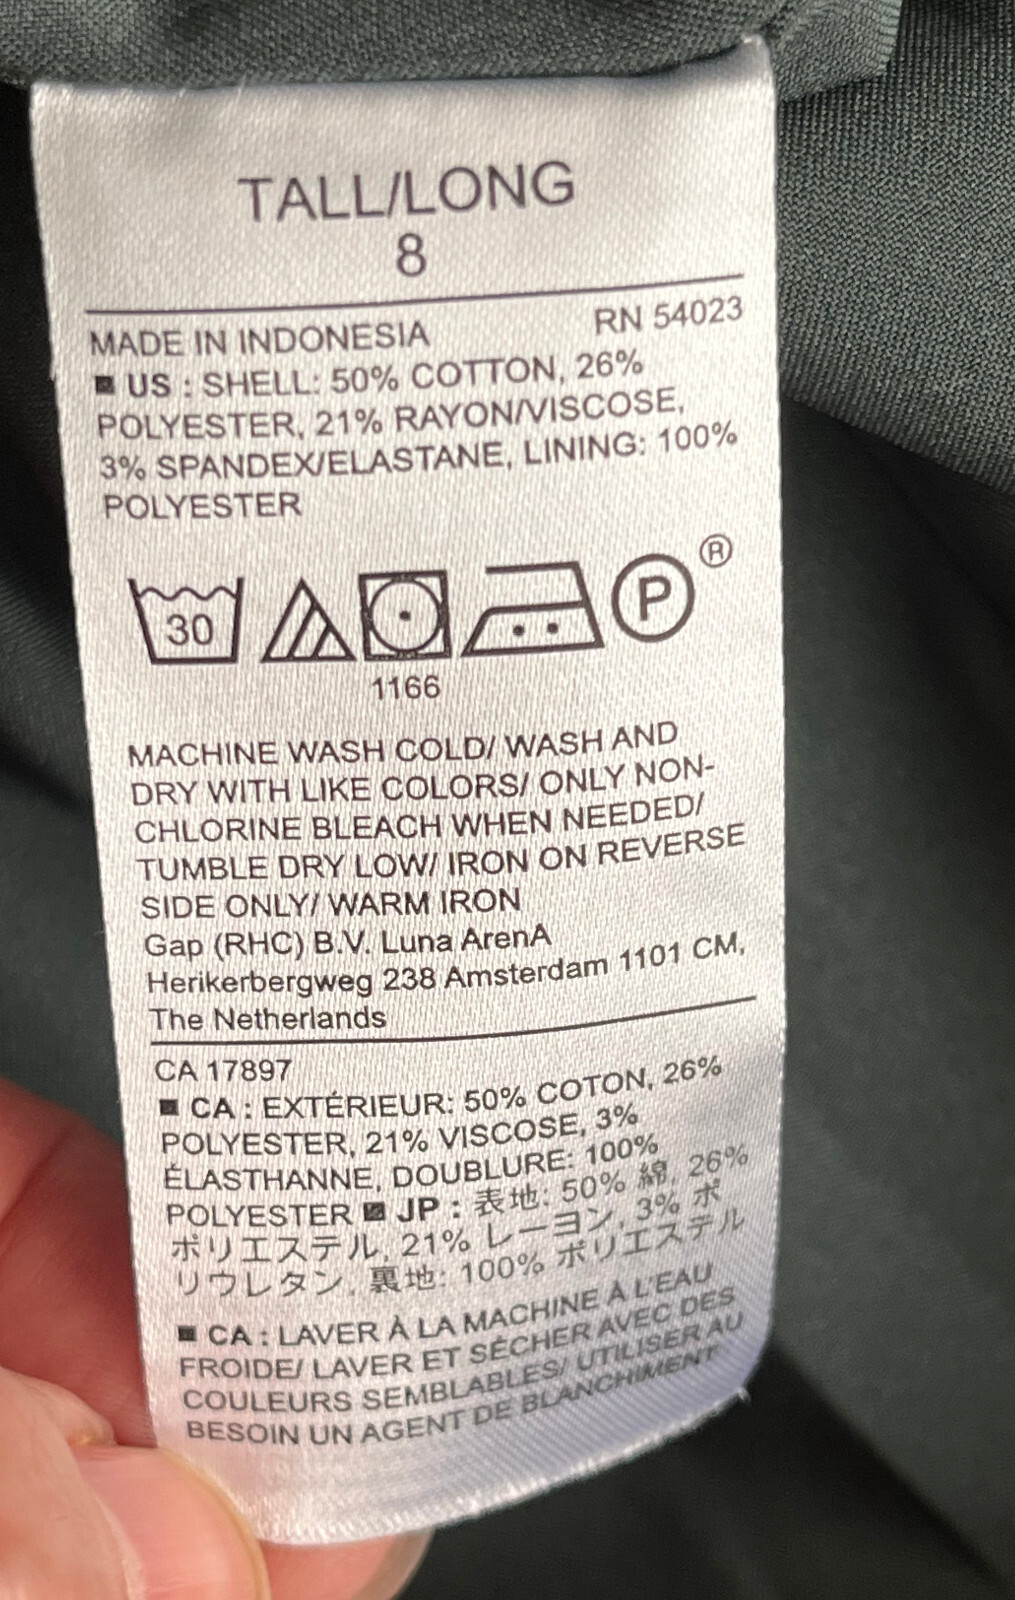 TALL/LONG
8
MADE IN INDONESIA RN 54023
US : SHELL: 50% COTTON, 26%
POLYESTER, 21% RAYON/VISCOSE,
3% SPANDEX/ELASTANE, LINING: 100%
POLYESTER
30 P ®
1166
MACHINE WASH COLD/ WASH AND
DRY WITH LIKE COLORS/ ONLY NON-
CHLORINE BLEACH WHEN NEEDED/
TUMBLE DRY LOW/ IRON ON REVERSE
SIDE ONLY/ WARM IRON
Gap (RHC) B.V. Luna ArenA
Herikerbergweg 238 Amsterdam 1101 CM,
The Netherlands
CA 17897
CA : EXTÉRIEUR: 50% COTON, 26%
POLYESTER, 21% VISCOSE, 3%
ÉLASTHANNE, DOUBLURE: 100%
POLYESTER JP : 表地: 50% 綿, 26%
ポリエステル, 21% レーヨン, 3% ポ
リウレタン, 裏地: 100% ポリエステル
CA : LAVER À LA MACHINE À L'EAU
FROIDE/ LAVER ET SÉCHER AVEC DES
COULEURS SEMBLABLES/ UTILISER AU
BESOIN UN AGENT DE BLANCHIMENT